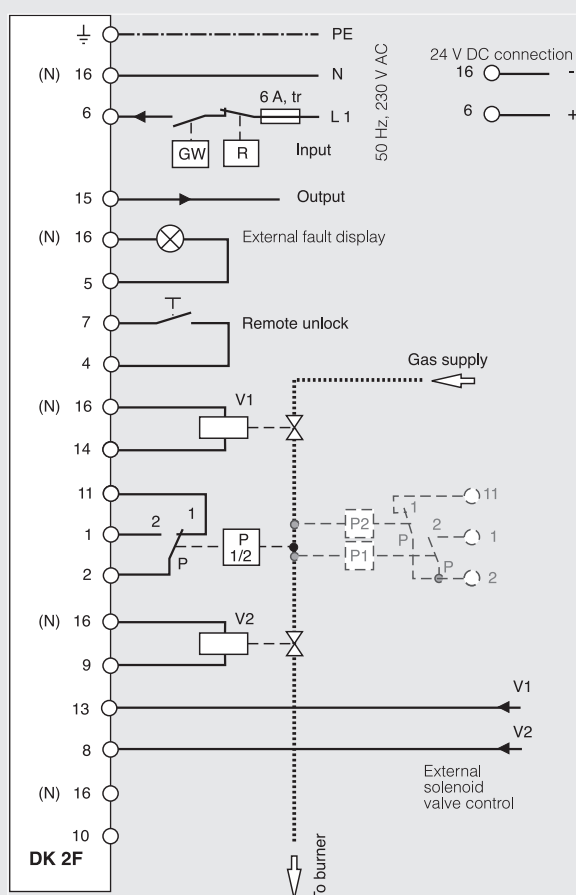 PE
(N) 16 N
24 V DC connection
16 -
6 6 A, tr L 1
6 +
GW R Input
50 Hz, 230 V AC
15 Output
(N) 16 External fault display
5
7 Remote unlock
4
Gas supply
(N) 16 V1
14
11 1 11
1 2 P 1/2 P2 1 2 1
2 P P1 P P 2
(N) 16 V2
9
13 V1
8 V2
External
solenoid
valve control
(N) 16
10
DK 2F
To burner